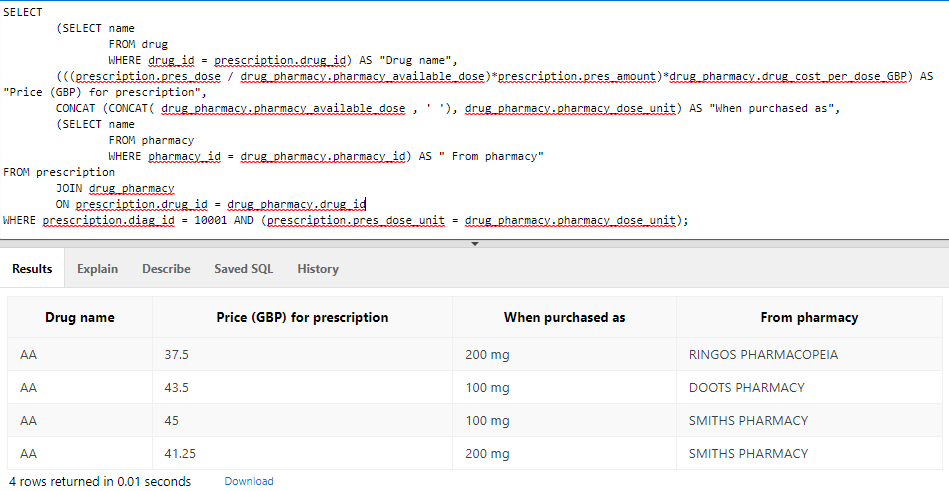 SELECT
(SELECT name
FROM drug
WHERE drug_id = prescription.drug_id) AS "Drug name",
(((prescription.pres_dose / drug_pharmacy.pharmacy_available_dose)*prescription.pres_amount)*drug_pharmacy.drug_cost_per_dose_GBP) AS
"Price (GBP) for prescription",
CONCAT (CONCAT( drug_pharmacy.pharmacy_available_dose , ' '), drug_pharmacy.pharmacy_dose_unit) AS "When purchased as",
(SELECT name
FROM pharmacy
WHERE pharmacy_id = drug_pharmacy.pharmacy_id) AS " From pharmacy"
FROM prescription
JOIN drug_pharmacy
ON prescription.drug_id = drug_pharmacy.drug_id
WHERE prescription.diag_id = 10001 AND (prescription.pres_dose_unit = drug_pharmacy.pharmacy_dose_unit);
Results Explain Describe Saved SQL History
Drug name Price (GBP) for prescription When purchased as From pharmacy
AA 37.5 200 mg RINGOS PHARMACOPEIA
AA 43.5 100 mg DOOTS PHARMACY
AA 45 100 mg SMITHS PHARMACY
AA 41.25 200 mg SMITHS PHARMACY
4 rows returned in 0.01 seconds Download